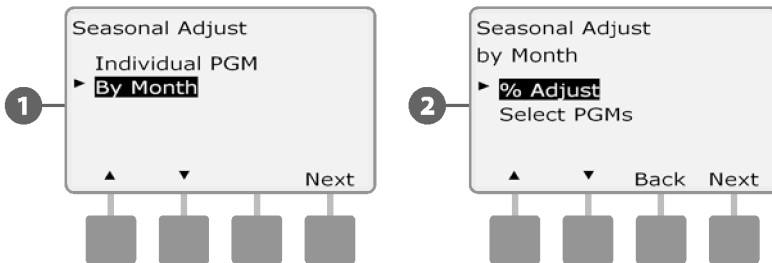 1
Seasonal Adjust
Individual PGM
► By Month
▲ ▼ Next
2
Seasonal Adjust
by Month
► % Adjust
Select PGMs
▲ ▼ Back Next